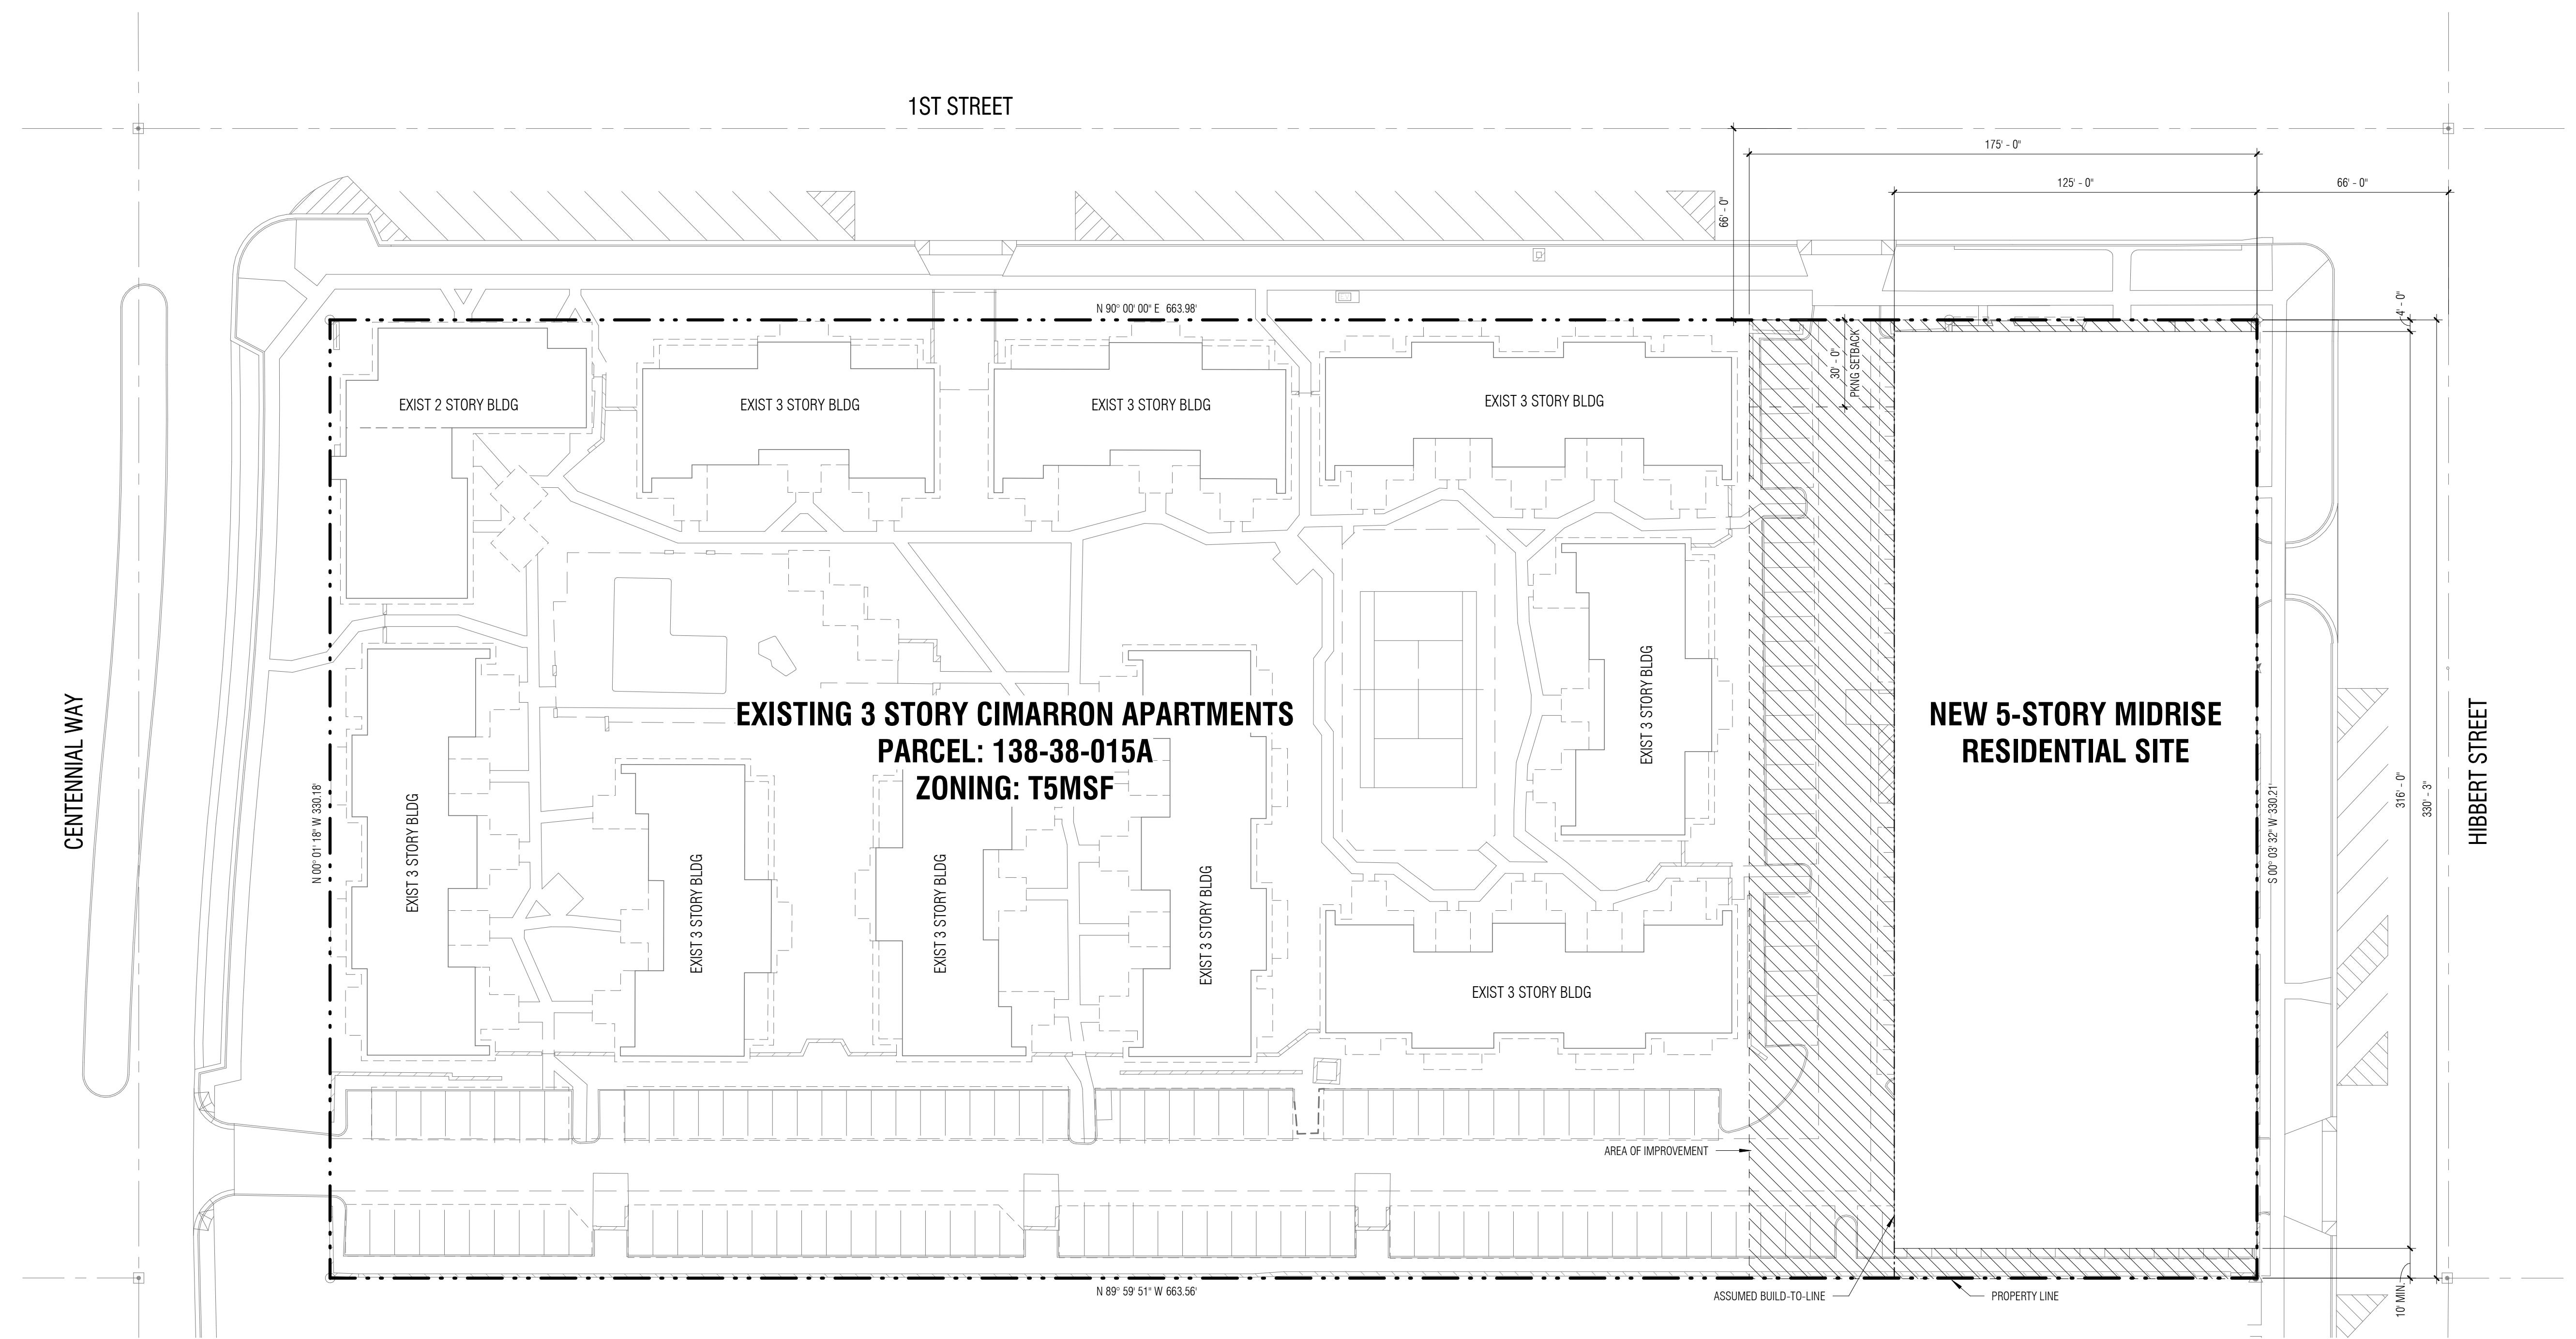 1ST STREET
175' - 0"
125' - 0"
66' - 0"
66' - 0"
N 90° 00' 00" E  663.98'
4' - 0"
30' - 0"
PKNG SETBACK
EXIST 2 STORY BLDG
EXIST 3 STORY BLDG
EXIST 3 STORY BLDG
EXIST 3 STORY BLDG
EXIST 3 STORY BLDG
CENTENNIAL WAY
N 00° 01' 18" W 330.18'
EXISTING 3 STORY CIMARRON APARTMENTS
PARCEL: 138-38-015A
ZONING: T5MSF
NEW 5-STORY MIDRISE
RESIDENTIAL SITE
S 00° 03' 32" W 330.21'
316' - 0"
330' - 3"
HIBBERT STREET
EXIST 3 STORY BLDG
EXIST 3 STORY BLDG
EXIST 3 STORY BLDG
EXIST 3 STORY BLDG
EXIST 3 STORY BLDG
AREA OF IMPROVEMENT
N 89° 59' 51" W 663.56'
ASSUMED BUILD-TO-LINE
PROPERTY LINE
10' MIN.